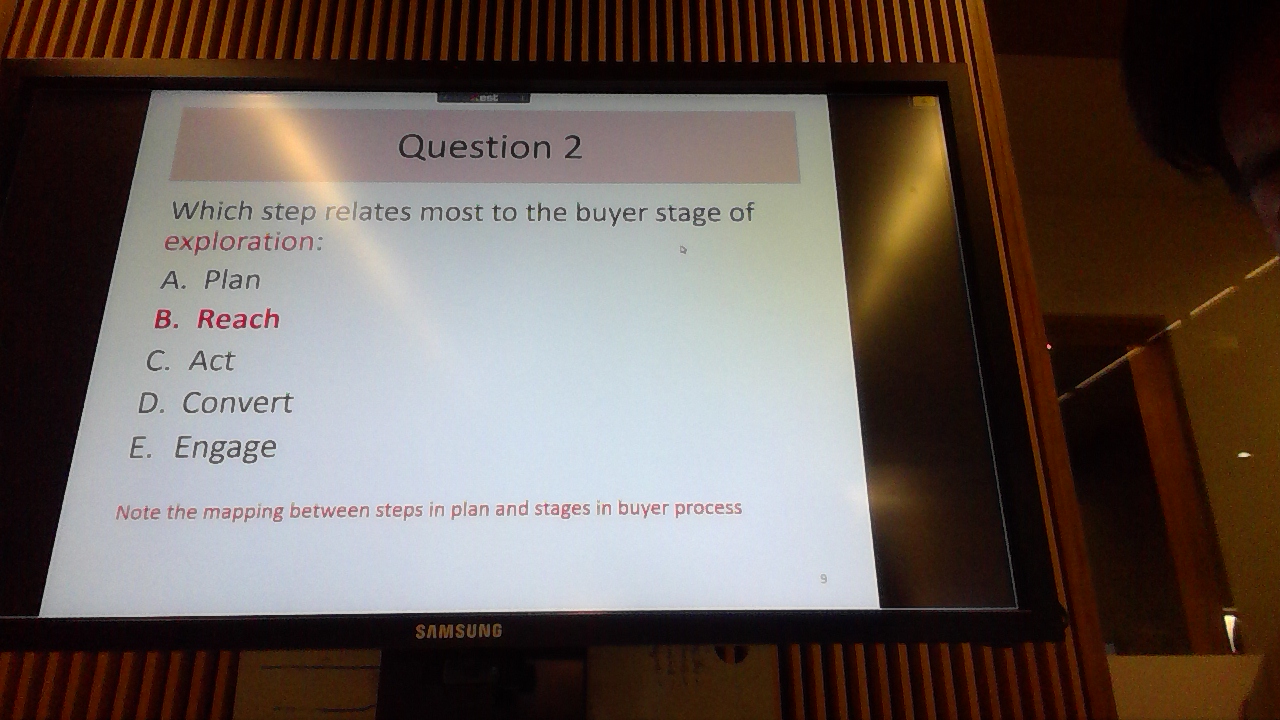 Question 2
Which step relates most to the buyer stage of
exploration:
A. Plan
B. Reach
C. Act
D. Convert
E. Engage
Note the mapping between steps in plan and stages in buyer process
9
SAMSUNG